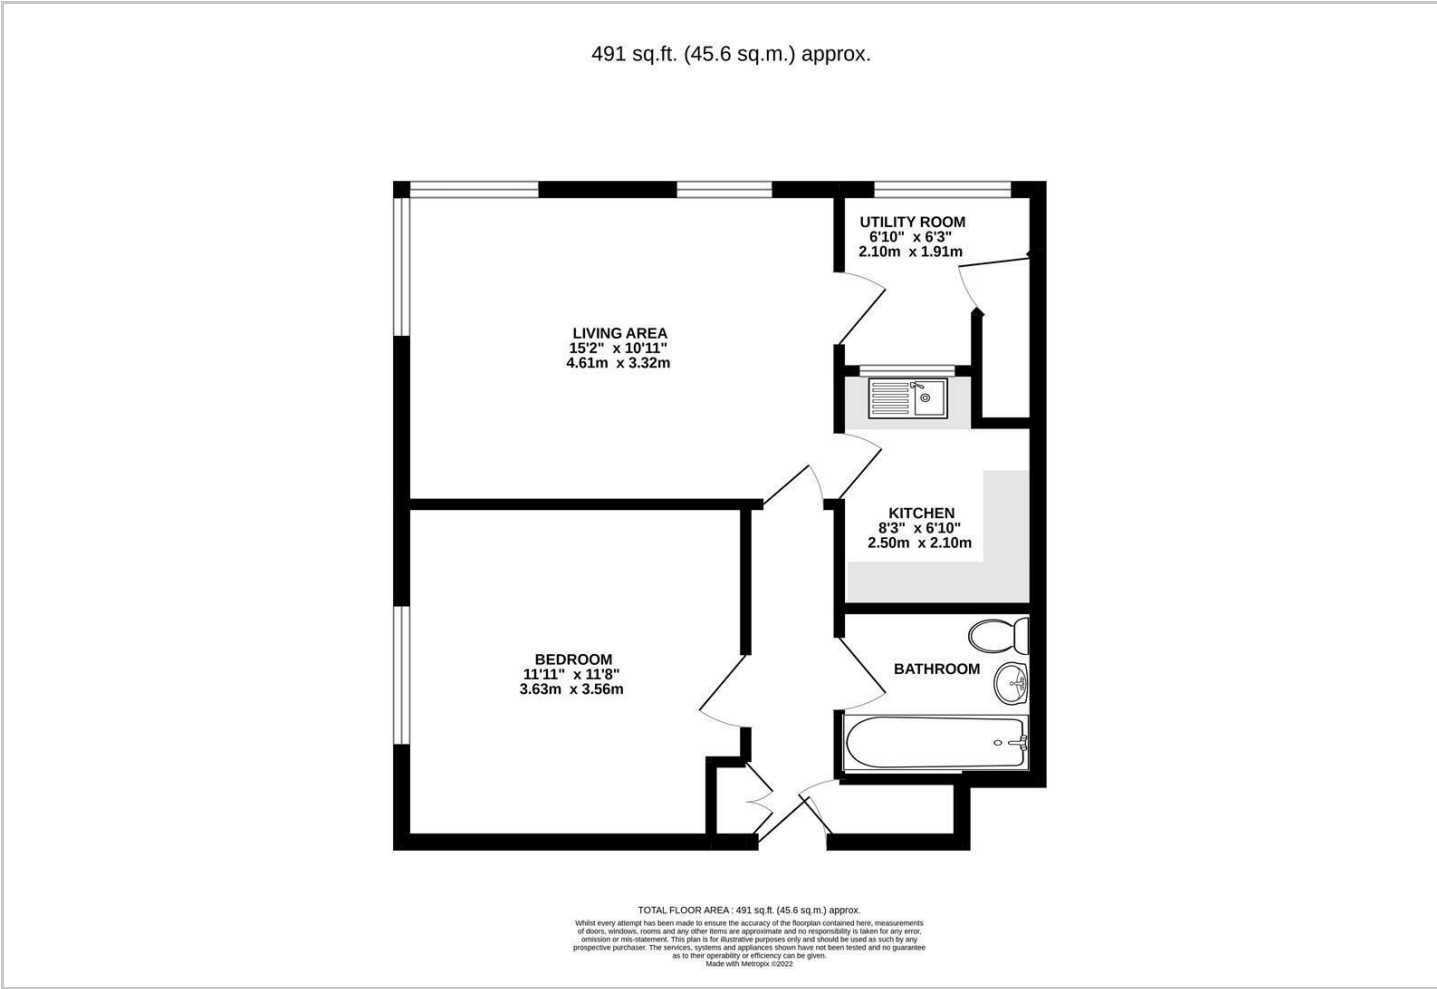 491 sq.ft. (45.6 sq.m.) approx.
UTILITY ROOM
6'10" x 6'3"
2.10m x 1.91m
LIVING AREA
15'2" x 10'11"
4.61m x 3.32m
KITCHEN
8'3" x 6'10"
2.50m x 2.10m
BEDROOM
11'11" x 11'8"
3.63m x 3.56m
BATHROOM
TOTAL FLOOR AREA : 491 sq.ft. (45.6 sq.m.) approx.
Whilst every attempt has been made to ensure the accuracy of the floorplan contained here, measurements
of doors, windows, rooms and any other items are approximate and no responsibility is taken for any error,
omission or mis-statement. This plan is for illustrative purposes only and should be used as such by any
prospective purchaser. The services, systems and appliances shown have not been tested and no guarantee
as to their operability or efficiency can be given.
Made with Metropix ©2022